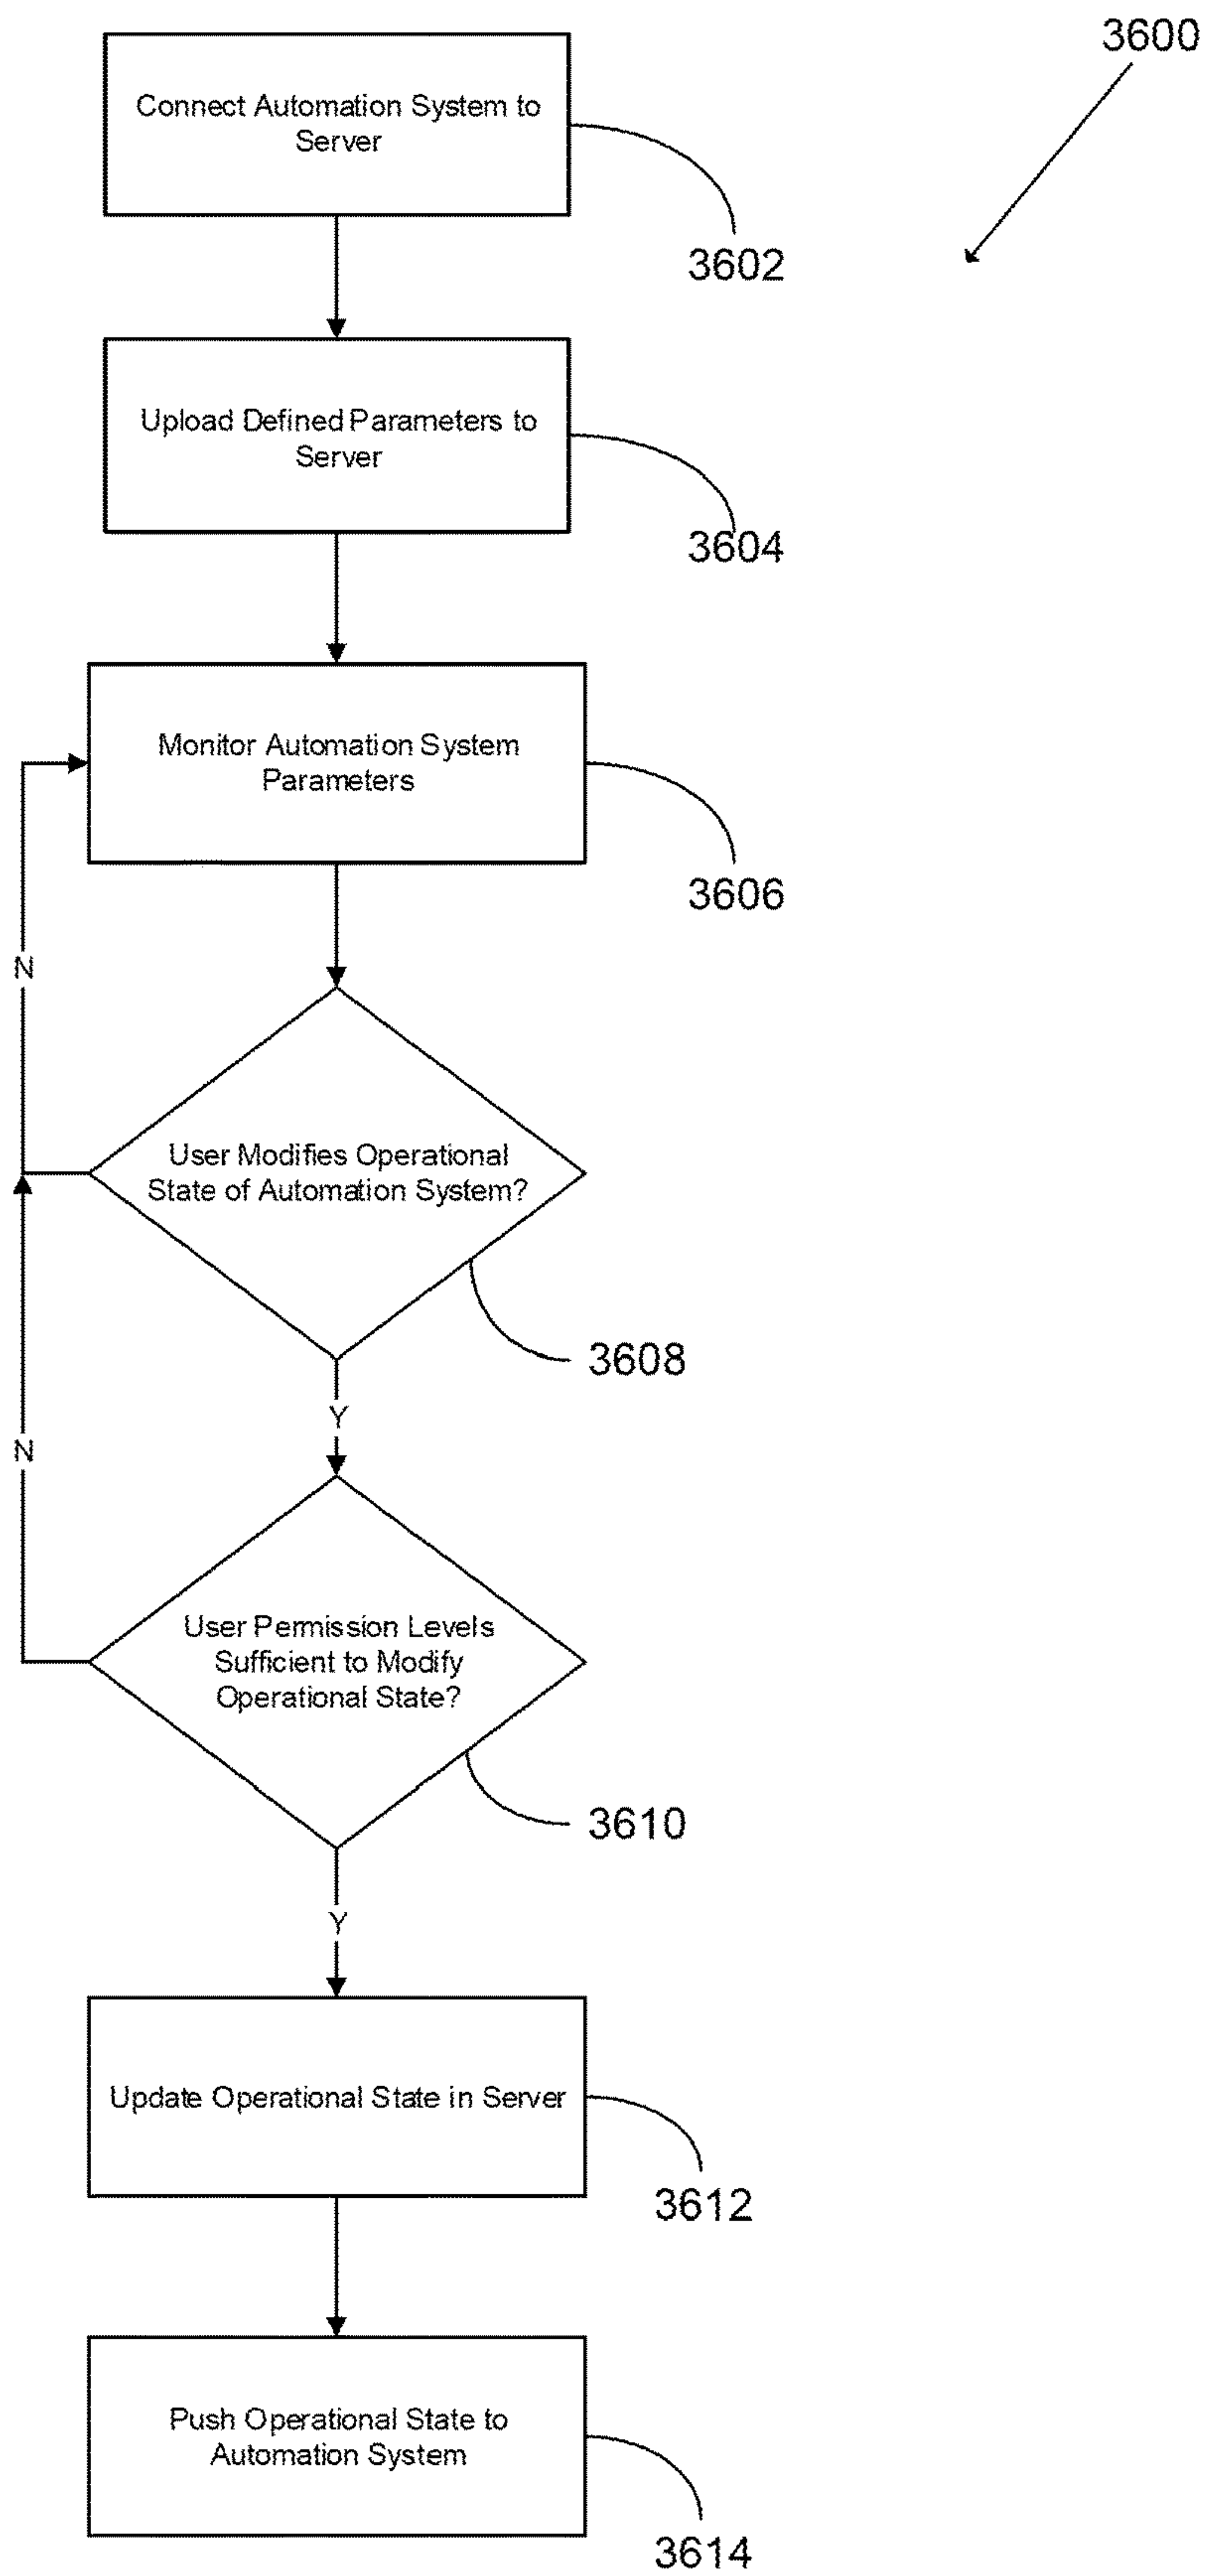 3600
Connect Automation System to
Server
3602
Upload Defined Parameters to
Server
3604
Monitor Automation System
Parameters
3606
N
User Modifies Operational
State of Automation System?
3608
Y
N
User Permission Levels
Sufficient to Modify
Operational State?
3610
Y
Update Operational State in Server
3612
Push Operational State to
Automation System
3614